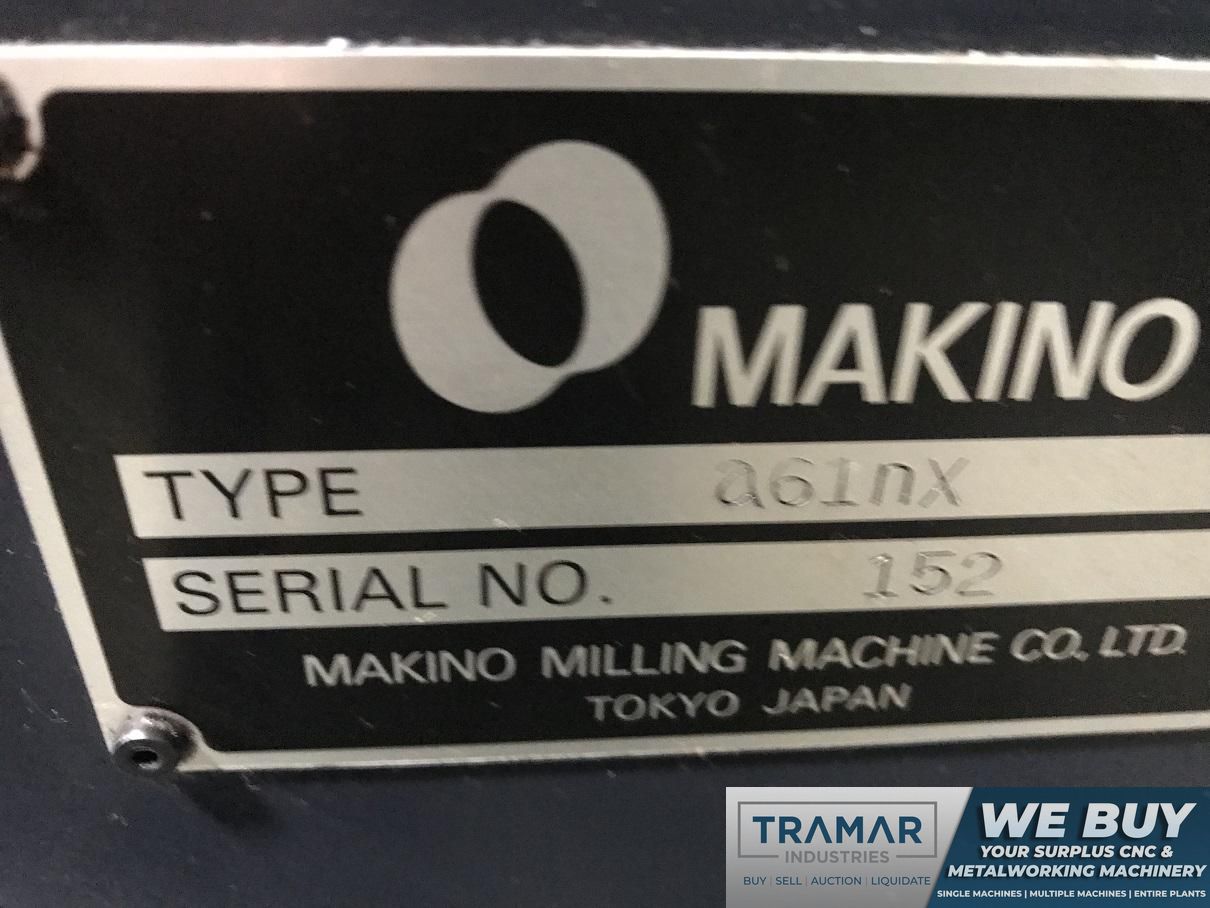 MAKINO
TYPE a61nx
SERIAL NO. 152
MAKINO MILLING MACHINE CO., LTD.
TOKYO JAPAN
TRAMAR
INDUSTRIES
BUY | SELL | AUCTION | LIQUIDATE
WE BUY
YOUR SURPLUS CNC &
METALWORKING MACHINERY
SINGLE MACHINES | MULTIPLE MACHINES | ENTIRE PLANTS